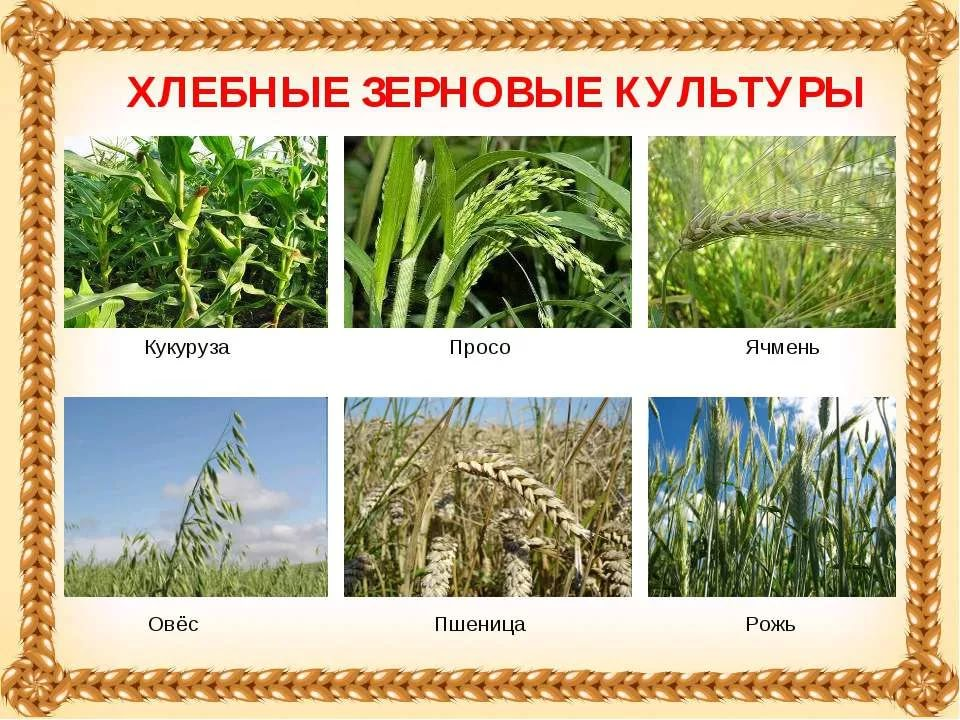 ХЛЕБНЫЕ ЗЕРНОВЫЕ КУЛЬТУРЫ
Кукуруза Просо Ячмень
Овёс Пшеница Рожь